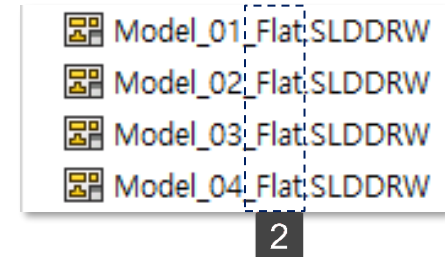 Model_01_Flat.SLDDRW
Model_02_Flat.SLDDRW
Model_03_Flat.SLDDRW
Model_04_Flat.SLDDRW
2